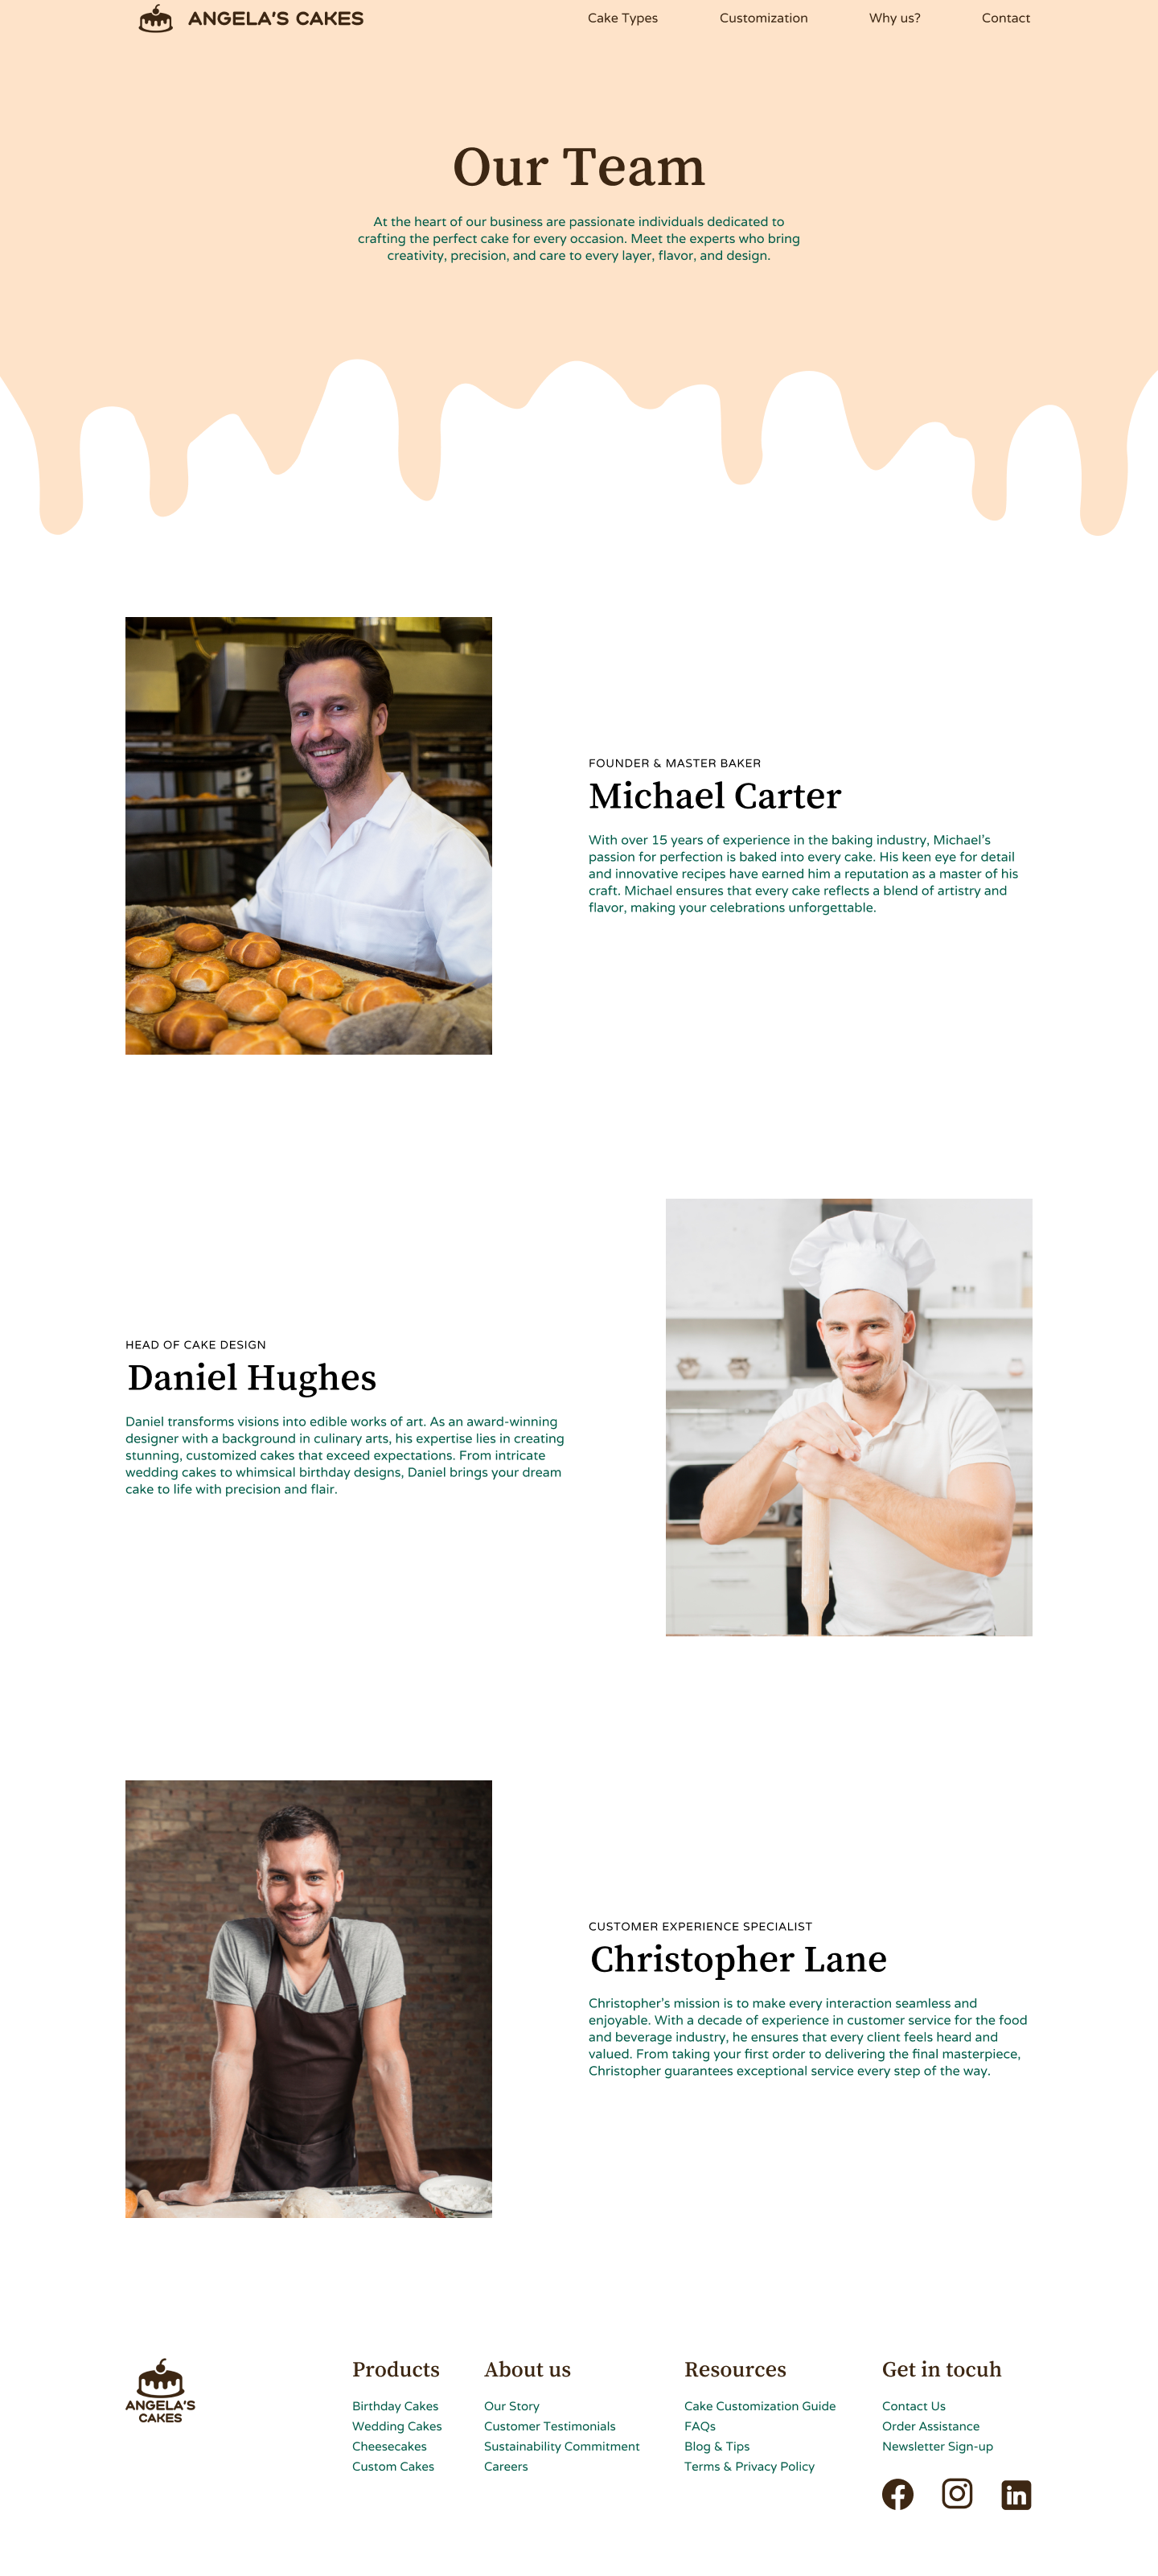 ANGELA'S CAKES
Cake Types
Customization
Why us?
Contact
Our Team
At the heart of our business are passionate individuals dedicated to
crafting the perfect cake for every occasion. Meet the experts who bring
creativity, precision, and care to every layer, flavor, and design.
FOUNDER & MASTER BAKER
Michael Carter
With over 15 years of experience in the baking industry, Michael's
passion for perfection is baked into every cake. His keen eye for detail
and innovative recipes have earned him a reputation as a master of his
craft. Michael ensures that every cake reflects a blend of artistry and
flavor, making your celebrations unforgettable.
HEAD OF CAKE DESIGN
Daniel Hughes
Daniel transforms visions into edible works of art. As an award-winning
designer with a background in culinary arts, his expertise lies in creating
stunning, customized cakes that exceed expectations. From intricate
wedding cakes to whimsical birthday designs, Daniel brings your dream
cake to life with precision and flair.
CUSTOMER EXPERIENCE SPECIALIST
Christopher Lane
Christopher's mission is to make every interaction seamless and
enjoyable. With a decade of experience in customer service for the food
and beverage industry, he ensures that every client feels heard and
valued. From taking your first order to delivering the final masterpiece,
Christopher guarantees exceptional service every step of the way.
ANGELA'S
CAKES
Products
Birthday Cakes
Wedding Cakes
Cheesecakes
Custom Cakes
About us
Our Story
Customer Testimonials
Sustainability Commitment
Careers
Resources
Cake Customization Guide
FAQs
Blog & Tips
Terms & Privacy Policy
Get in tocuh
Contact Us
Order Assistance
Newsletter Sign-up